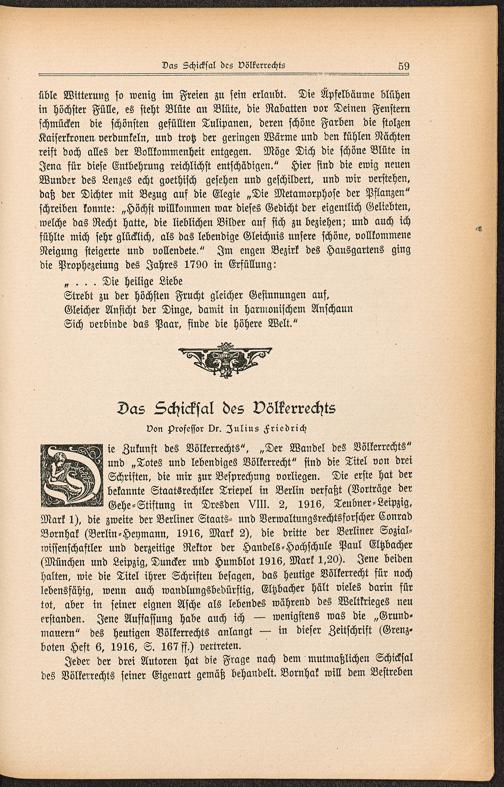 Das Schicksal des Völkerrechts 59
üble Witterung so wenig im Freien zu sein erlaubt. Die Äpfelbäume blühen
in höchster Fülle, es steht Blüte an Blüte, die Rabatten vor Deinen Fenstern
schmücken die schönsten gefüllten Tulipanen, deren schöne Farben die stolzen
Kaiserkronen verdunkeln, und trotz der geringen Wärme und den kühlen Nächten
reift doch alles der Vollkommenheit entgegen. Möge Dich die schöne Blüte in
Jena für diese Entbehrung reichlichst entschädigen.“ Hier sind die ewig neuen
Wunder des Lenzes echt goethisch gesehen und geschildert, und wir verstehen,
daß der Dichter mit Bezug auf die Elegie „Die Metamorphose der Pflanzen“
schreiben konnte: „Höchst willkommen war dieses Gedicht der eigentlich Geliebten,
welche das Recht hatte, die lieblichen Bilder auf sich zu beziehen; und auch ich
fühlte mich sehr glücklich, als das lebendige Gleichnis unsere schöne, vollkommene
Neigung steigerte und vollendete.“ Im engen Bezirk des Hausgartens ging
die Prophezeiung des Jahres 1790 in Erfüllung:
„ . . . Die heilige Liebe
Strebt zu der höchsten Frucht gleicher Gesinnungen auf,
Gleicher Ansicht der Dinge, damit in harmonischem Anschaun
Sich verbinde das Paar, finde die höhere Welt.“
Das Schicksal des Völkerrechts
Von Professor Dr. Julius Friedrich
Die Zukunft des Völkerrechts“, „Der Wandel des Völkerrechts“
und „Totes und lebendiges Völkerrecht“ sind die Titel von drei
Schriften, die mir zur Besprechung vorliegen. Die erste hat der
bekannte Staatsrechtler Triepel in Berlin verfaßt (Vorträge der
Gehe-Stiftung in Dresden VIII. 2, 1916, Teubner-Leipzig,
Mark 1), die zweite der Berliner Staats- und Verwaltungsrechtsforscher Conrad
Bornhak (Berlin-Heymann, 1916, Mark 2), die dritte der Berliner Sozial-
wissenschaftler und derzeitige Rektor der Handels-Hochschule Paul Eltzbacher
(München und Leipzig, Duncker und Humblot 1916, Mark 1,20). Jene beiden
halten, wie die Titel ihrer Schriften besagen, das heutige Völkerrecht für noch
lebensfähig, wenn auch wandlungsbedürftig, Eltzbacher hält vieles darin für
tot, aber in seiner eignen Asche als lebendes während des Weltkrieges neu
erstanden. Jene Auffassung habe auch ich — wenigstens was die „Grund-
mauern“ des heutigen Völkerrechts anlangt — in dieser Zeitschrift (Grenz-
boten Heft 6, 1916, S. 167 ff.) vertreten.
Jeder der drei Autoren hat die Frage nach dem mutmaßlichen Schicksal
des Völkerrechts seiner Eigenart gemäß behandelt. Bornhak will dem Bestreben